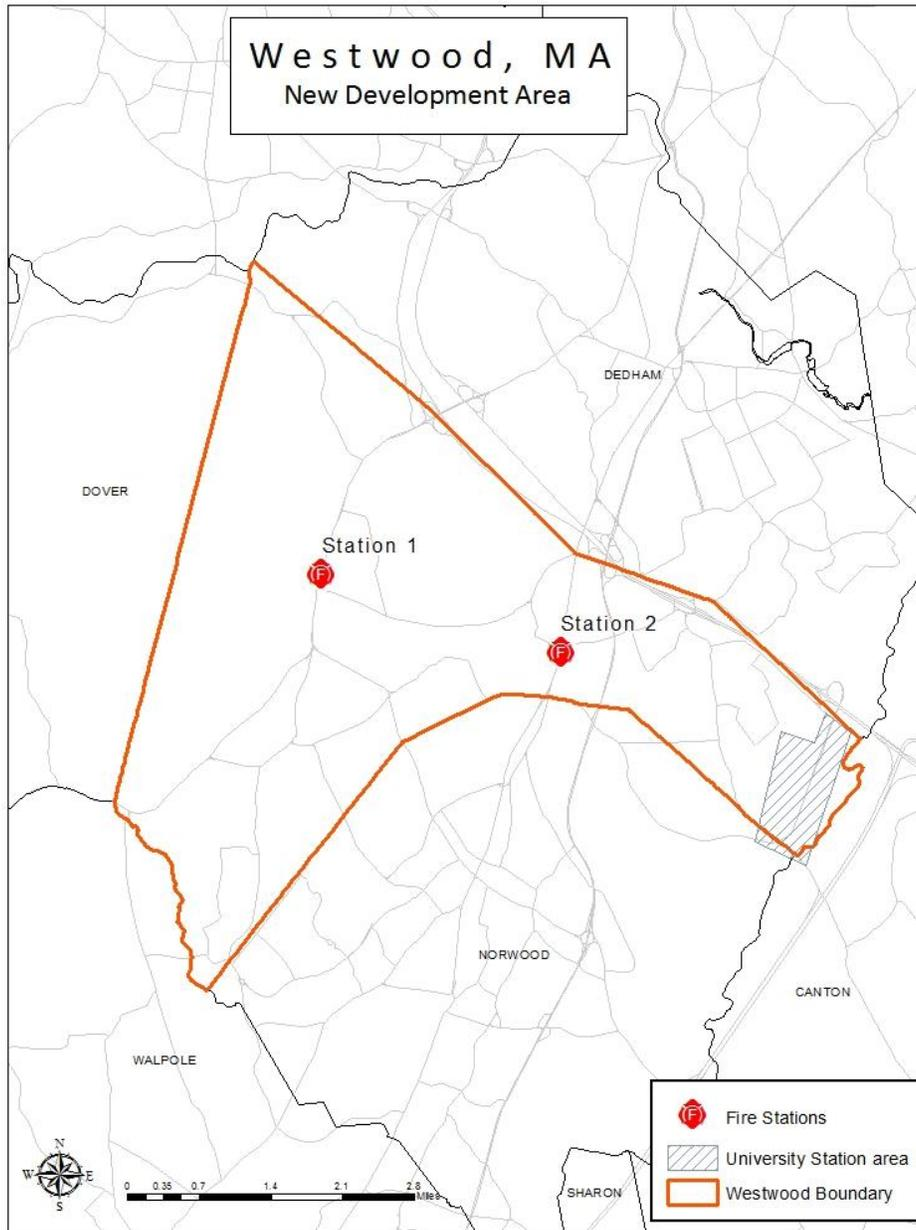 Westwood, MA
New Development Area
DEDHAM
DOVER
Station 1
F
Station 2
F
NORWOOD
CANTON
WALPOLE
SHARON
N
W E
S
0 0.35 0.7 1.4 2.1 2.8
Miles
F Fire Stations
University Station area
Westwood Boundary